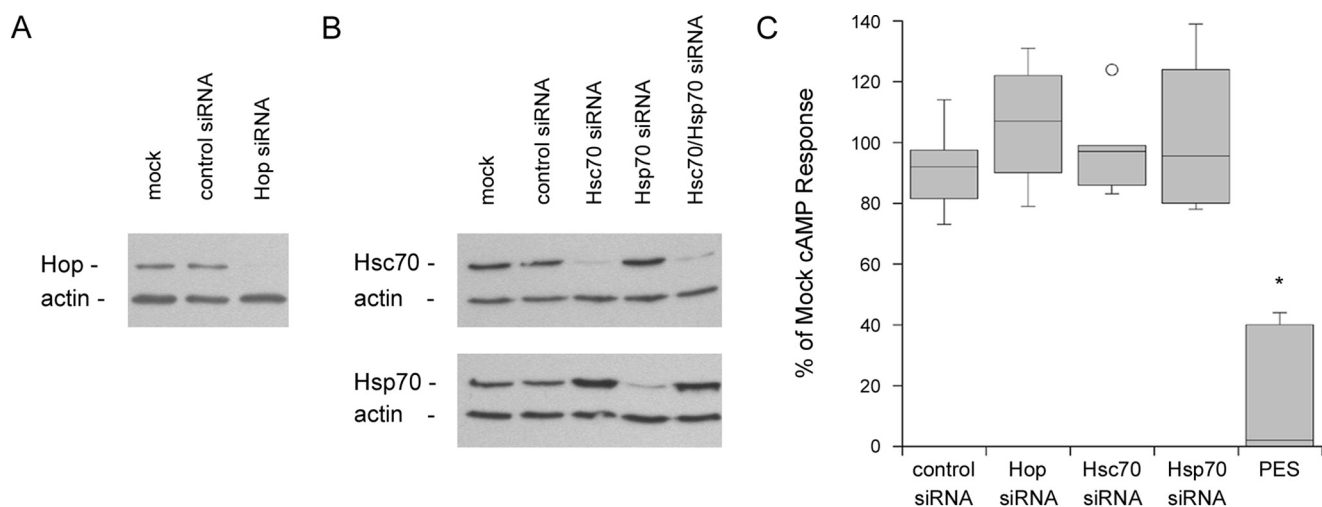 A
mock
control siRNA
Hop siRNA
Hop -
actin -
B
mock
control siRNA
Hsc70 siRNA
Hsp70 siRNA
Hsc70/Hsp70 siRNA
Hsc70 -
actin -
Hsp70 -
actin -
C
% of Mock cAMP Response
140
120
100
80
60
40
20
0
*
control
siRNA
Hop
siRNA
Hsc70
siRNA
Hsp70
siRNA
PES